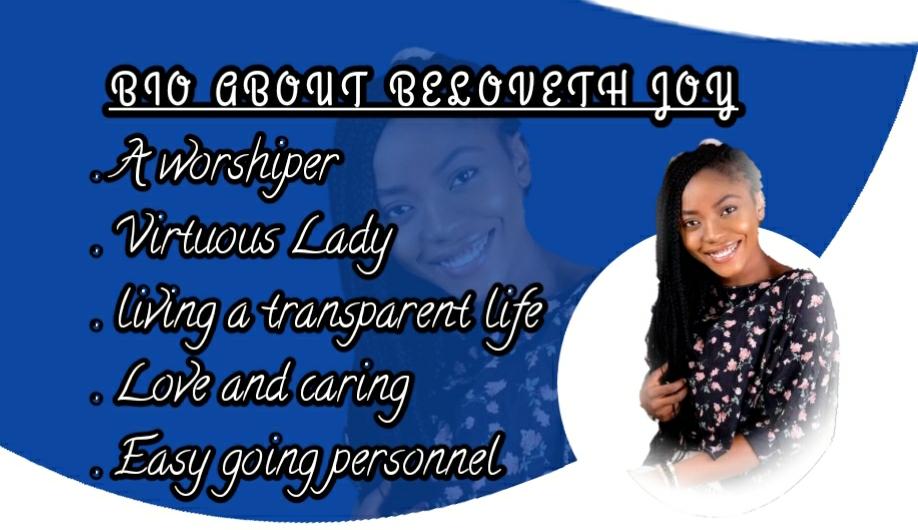 BIO ABOUT BELOVETH JOY
. A worshiper
. Virtuous Lady
. living a transparent life
. Love and caring
. Easy going personnel